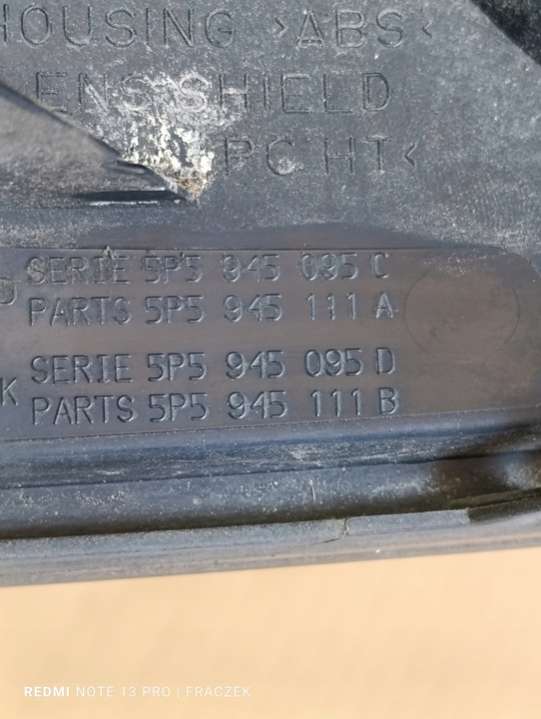 HOUSING >ABS<
ENS SHIELD
PC HT<
SERIE 5P5 945 095 C
PARTS 5P5 945 111 A
K SERIE 5P5 945 095 D
PARTS 5P5 945 111 B
REDMI NOTE 13 PRO | FRACZEK